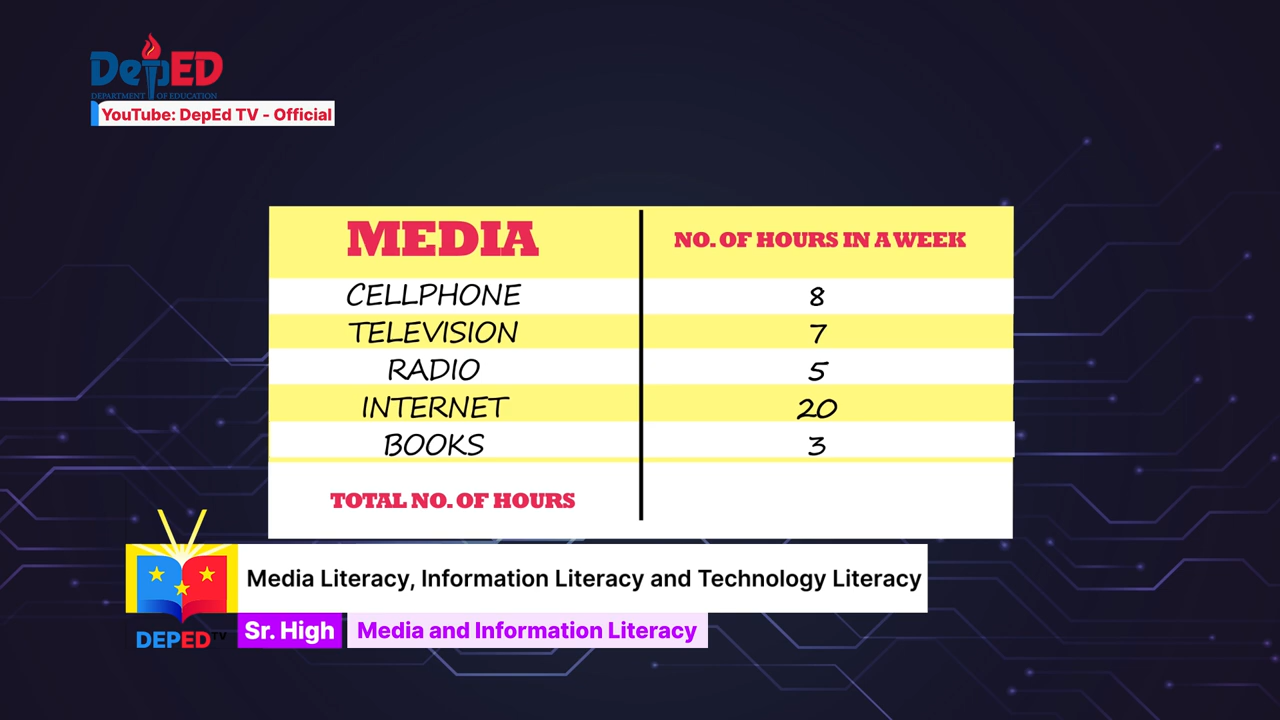 DepED
DEPARTMENT OF EDUCATION
YouTube: DepEd TV - Official
MEDIA NO. OF HOURS IN A WEEK
CELLPHONE 8
TELEVISION 7
RADIO 5
INTERNET 20
BOOKS 3
TOTAL NO. OF HOURS
Media Literacy, Information Literacy and Technology Literacy
DEPED TV
Sr. High Media and Information Literacy